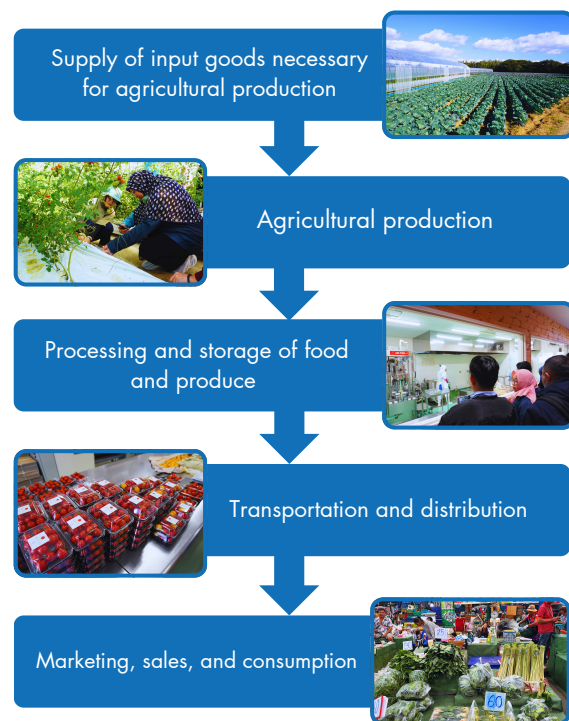 Supply of input goods necessary
for agricultural production
Agricultural production
Processing and storage of food
and produce
Transportation and distribution
Marketing, sales, and consumption
60